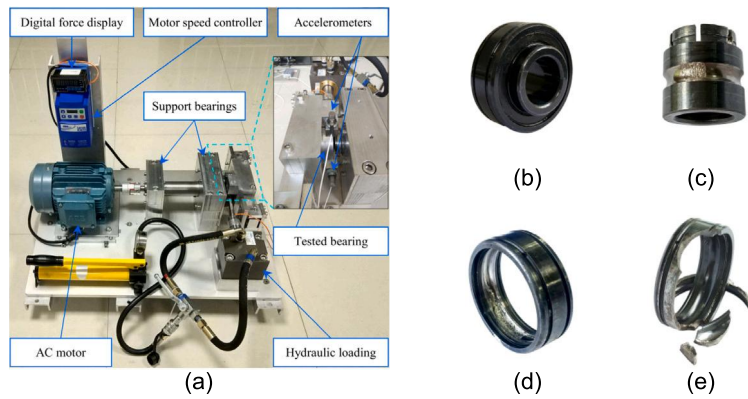 Digital force display
Motor speed controller
Accelerometers
Support bearings
Tested bearing
AC motor
Hydraulic loading
(a)
(b)
(c)
(d)
(e)